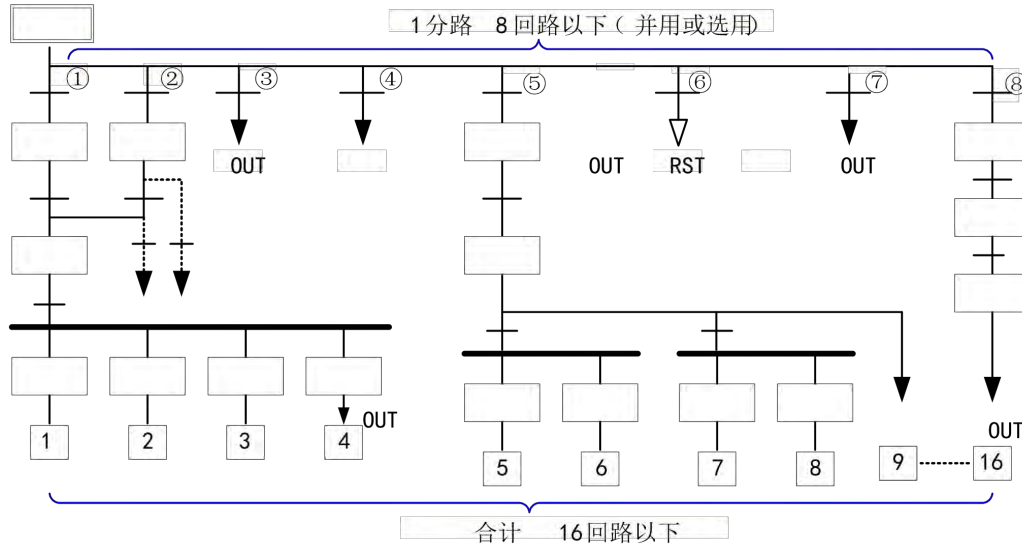 1分路 8回路以下（并用或选用）
① ② ③ ④ ⑤ ⑥ ⑦ ⑧
OUT OUT RST OUT
OUT OUT
1 2 3 4 5 6 7 8 9 16
合计 16回路以下